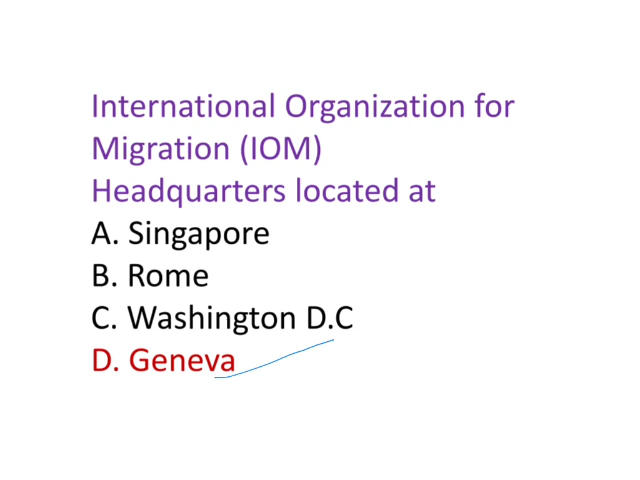 International Organization for
Migration (IOM)
Headquarters located at
A. Singapore
B. Rome
C. Washington D.C
D. Geneva